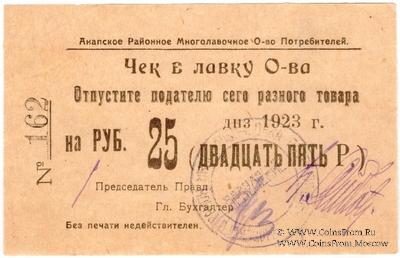 Анапское Районное Многолавочное О-во Потребителей.
Чек в лавку О-ва
Отпустите подателю сего разного товара
дня 1923 г.
на РУБ. 25 (ДВАДЦАТЬ ПЯТЬ Р.)
№ 162
Председатель Правл.
Гл. Бухгалтер
Без печати недействителен.
www.CoinsFrom.Ru
www.CoinsFrom.Moscow